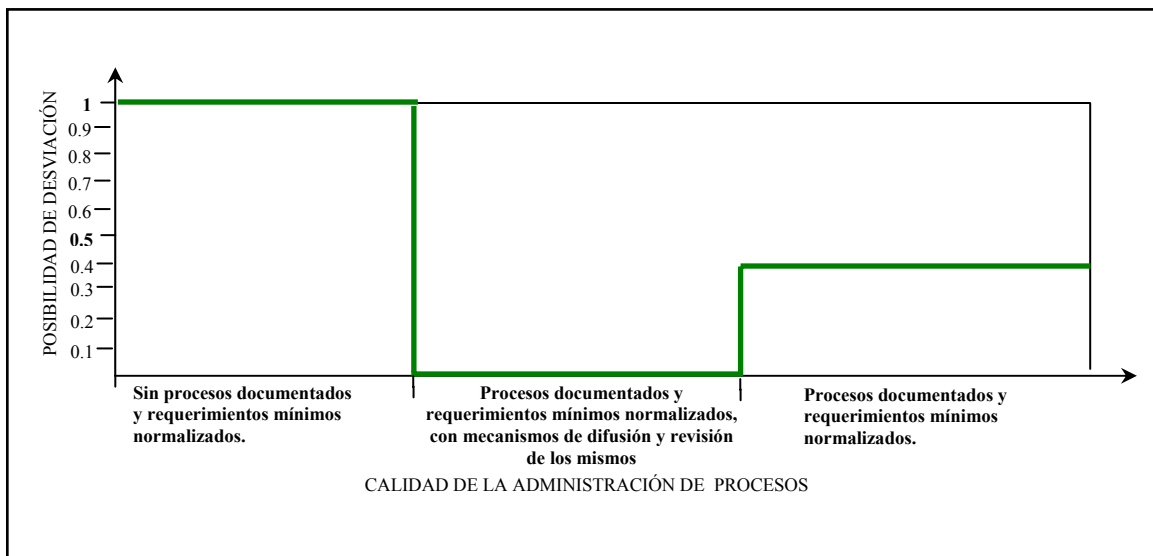 POSIBILIDAD DE DESVIACIÓN
1
0.9
0.8
0.7
0.6
0.5
0.4
0.3
0.2
0.1
Sin procesos documentados
y requerimientos mínimos
normalizados.
Procesos documentados y
requerimientos mínimos normalizados,
con mecanismos de difusión y revisión
de los mismos
Procesos documentados y
requerimientos mínimos
normalizados.
CALIDAD DE LA ADMINISTRACIÓN DE PROCESOS